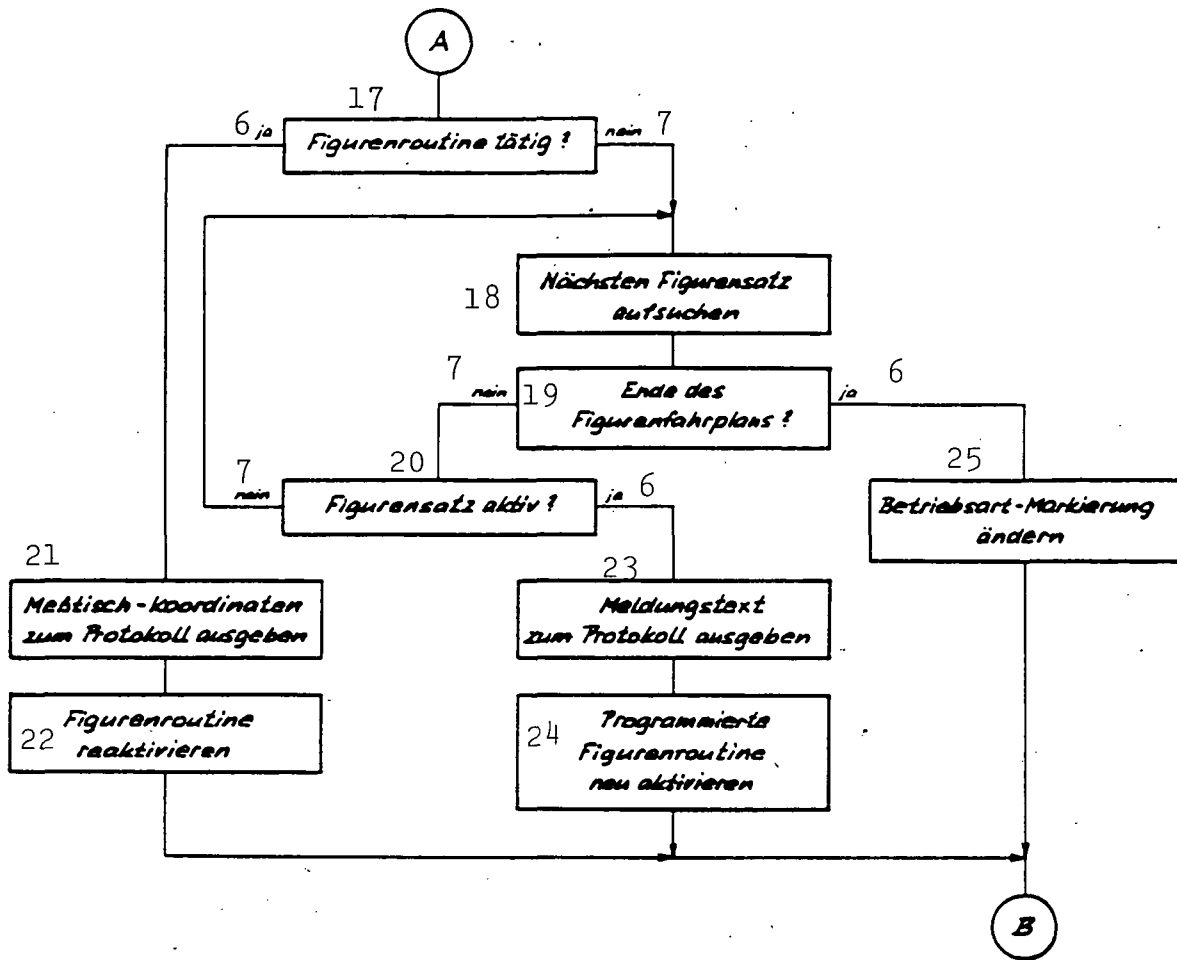 A
17
6 ja
Figurenroutine tätig ?
nein 7
Nächsten Figurensatz
aufsuchen
18
7 nein
19
Ende des
Figurenfahrplans ?
6
ja
20
7
nein
Figurensatz aktiv ?
ja 6
25
Betriebsart-Markierung
ändern
21
Meßtisch-Koordinaten
zum Protokoll ausgeben
23
Meldungstext
zum Protokoll ausgeben
22
Figurenroutine
reaktivieren
24
Programmierte
Figurenroutine
neu aktivieren
B